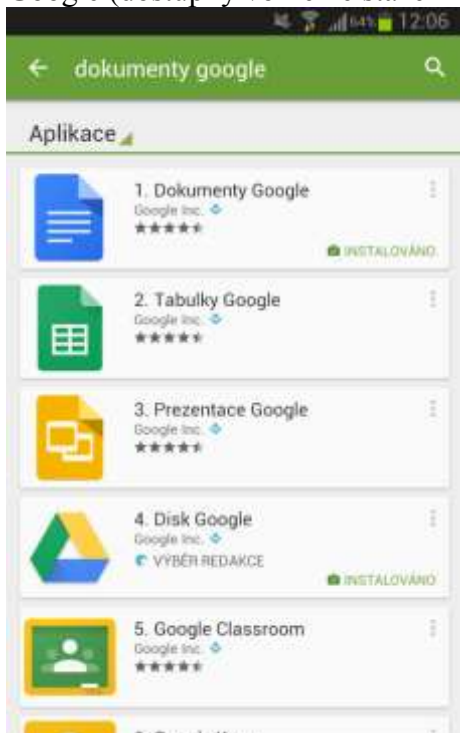 64% 12:06
dokumenty google
Aplikace
1. Dokumenty Google
Google Inc.
INSTALOVÁNO
2. Tabulky Google
Google Inc.
3. Prezentace Google
Google Inc.
4. Disk Google
Google Inc.
VÝBĚR REDAKCE
INSTALOVÁNO
5. Google Classroom
Google Inc.